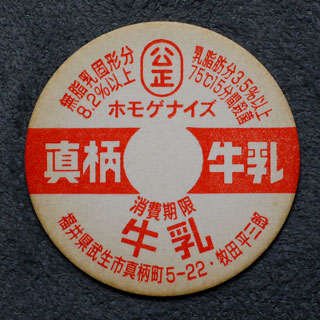 公正
無脂乳固形分
8.2%以上
乳脂肪分3.5%以上
75℃15分間殺菌
ホモゲナイズ
真柄 牛乳
消費期限
牛乳
福井県武生市真柄町5-22・牧田平三郎